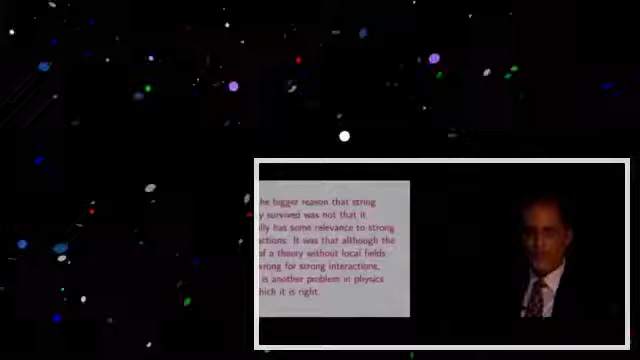 he bigger reason that string
y survived was not that it
lly has some relevance to strong
actions. It was that although the
of a theory without local fields
wrong for strong interactions,
is another problem in physics
hich it is right.